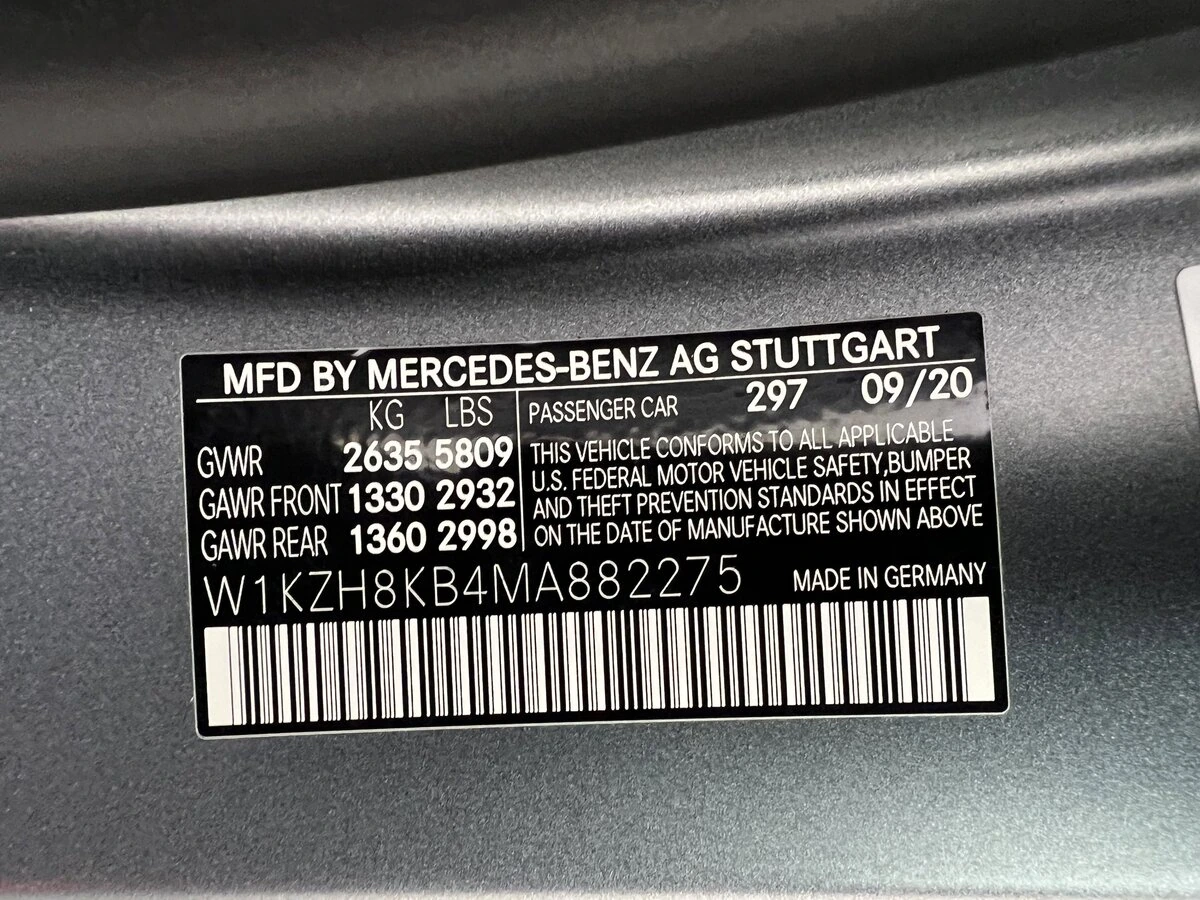 MFD BY MERCEDES-BENZ AG STUTTGART
KG LBS
GVWR 2635 5809
GAWR FRONT 1330 2932
GAWR REAR 1360 2998
PASSENGER CAR 297 09/20
THIS VEHICLE CONFORMS TO ALL APPLICABLE
U.S. FEDERAL MOTOR VEHICLE SAFETY,BUMPER
AND THEFT PREVENTION STANDARDS IN EFFECT
ON THE DATE OF MANUFACTURE SHOWN ABOVE
W1KZH8KB4MA882275 MADE IN GERMANY